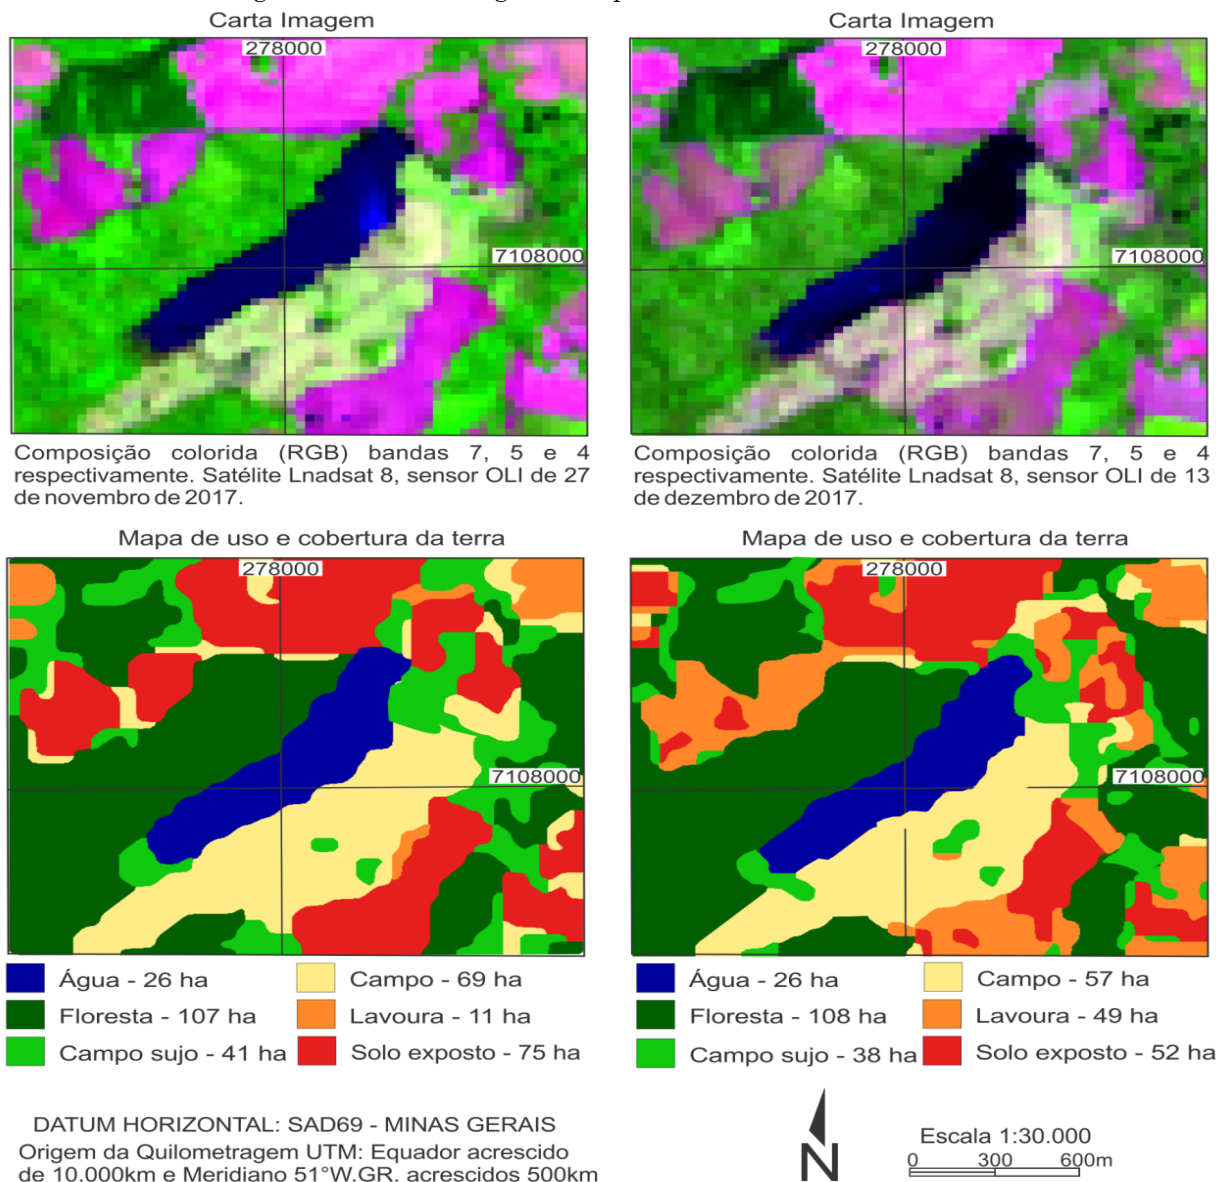 Carta Imagem
278000
7108000
Composição colorida (RGB) bandas 7, 5 e 4
respectivamente. Satélite Lnadsat 8, sensor OLI de 27
de novembro de 2017.
Carta Imagem
278000
7108000
Composição colorida (RGB) bandas 7, 5 e 4
respectivamente. Satélite Lnadsat 8, sensor OLI de 13
de dezembro de 2017.
Mapa de uso e cobertura da terra
278000
7108000
Água - 26 ha
Floresta - 107 ha
Campo sujo - 41 ha
Campo - 69 ha
Lavoura - 11 ha
Solo exposto - 75 ha
Mapa de uso e cobertura da terra
278000
7108000
Água - 26 ha
Floresta - 108 ha
Campo sujo - 38 ha
Campo - 57 ha
Lavoura - 49 ha
Solo exposto - 52 ha
DATUM HORIZONTAL: SAD69 - MINAS GERAIS
Origem da Quilometragem UTM: Equador acrescido
de 10.000km e Meridiano 51°W.GR. acrescidos 500km
N
Escala 1:30.000
0 300 600m